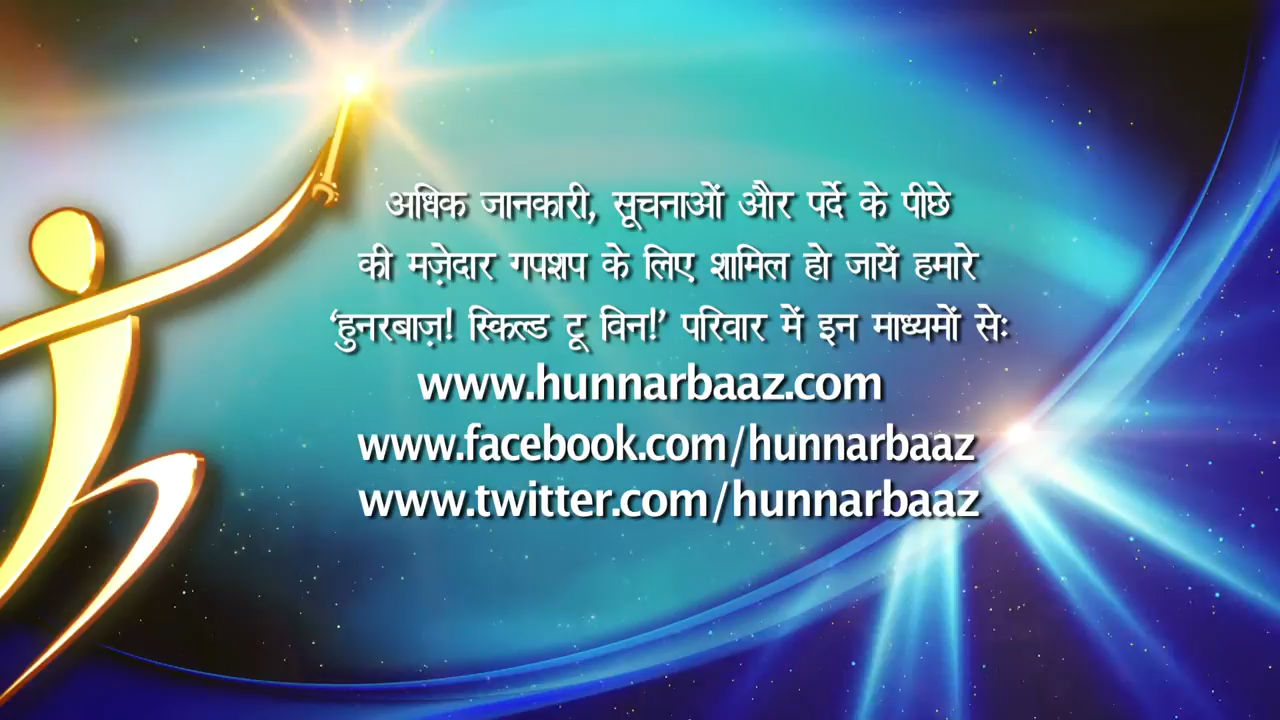 अधिक जानकारी, सूचनाओं और पर्दे के पीछे
की मज़ेदार गपशप के लिए शामिल हो जायें हमारे
‘हुनरबाज़! स्किल्ड टू विन!’ परिवार में इन माध्यमों से:
www.hunnarbaaz.com
www.facebook.com/hunnarbaaz
www.twitter.com/hunnarbaaz